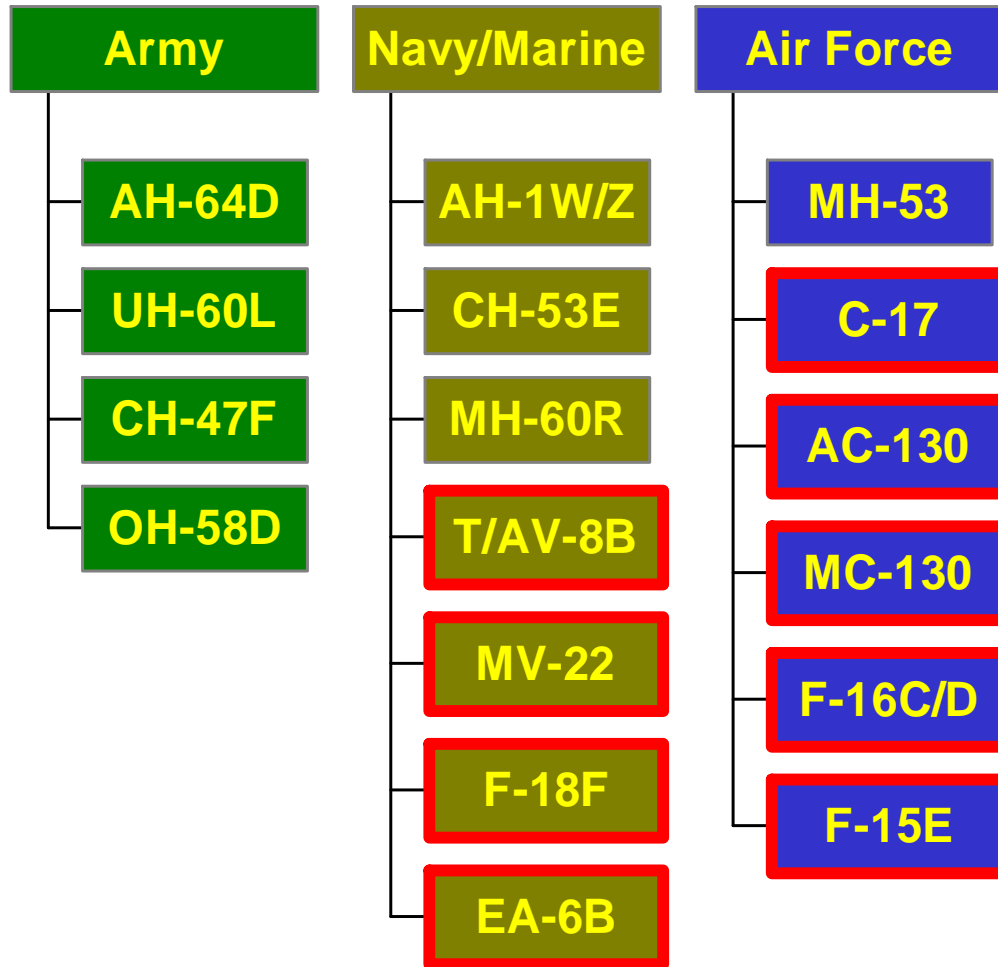 Army
AH-64D
UH-60L
CH-47F
OH-58D
Navy/Marine
AH-1W/Z
CH-53E
MH-60R
T/AV-8B
MV-22
F-18F
EA-6B
Air Force
MH-53
C-17
AC-130
MC-130
F-16C/D
F-15E